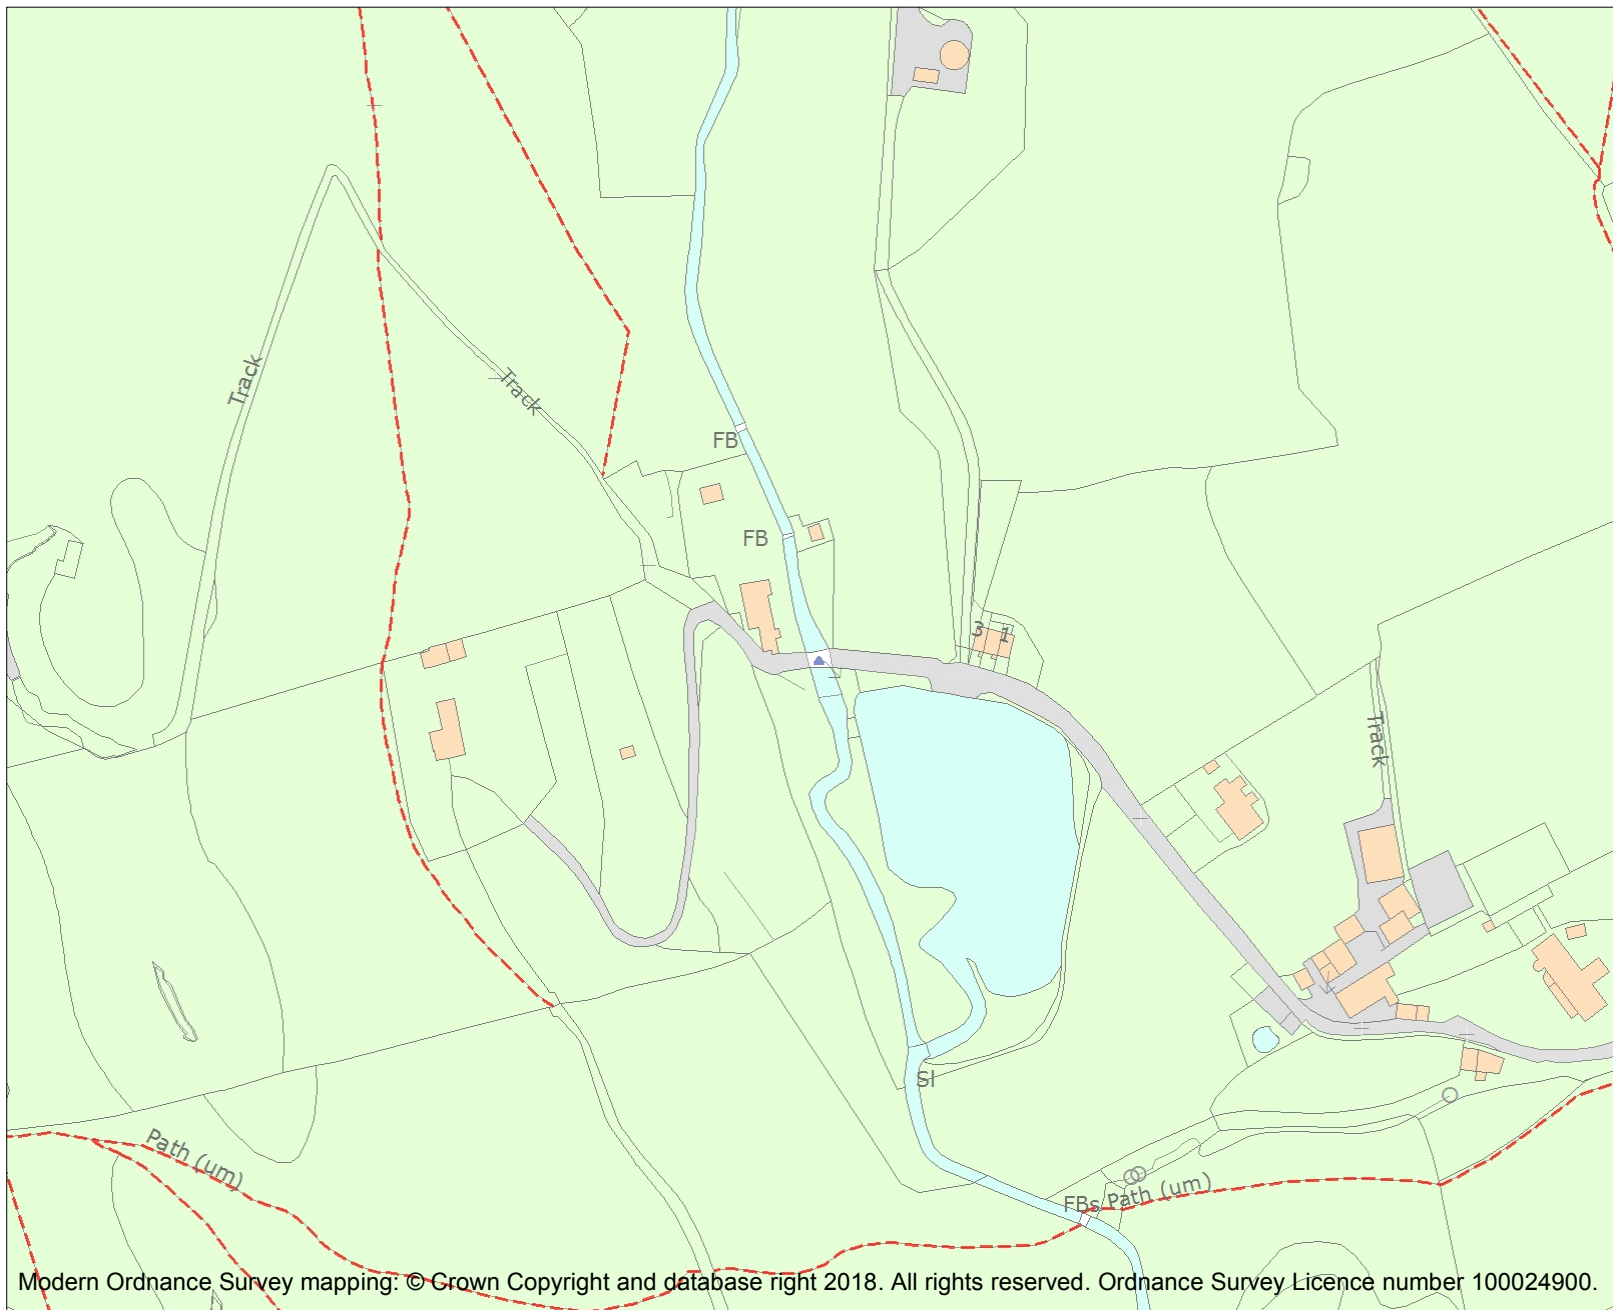 Track
Track
FB
FB
3 1
Track
Sl
Path (um)
FBs Path (um)
Modern Ordnance Survey mapping: © Crown Copyright and database right 2018. All rights reserved. Ordnance Survey Licence number 100024900.